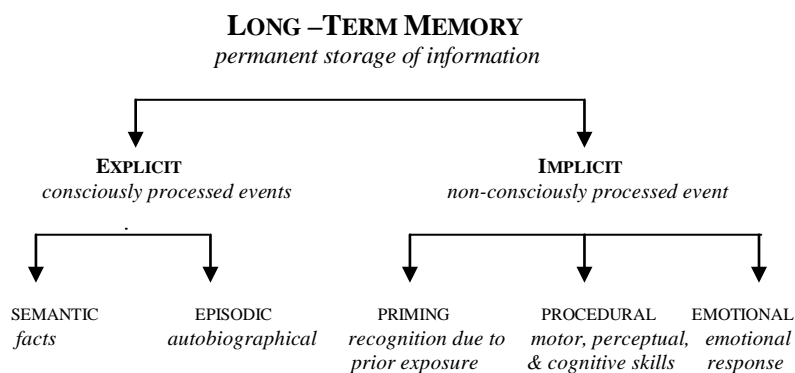 LONG –TERM MEMORY
permanent storage of information
EXPLICIT
consciously processed events
IMPLICIT
non-consciously processed event
SEMANTIC
facts
EPISODIC
autobiographical
PRIMING
recognition due to
prior exposure
PROCEDURAL
motor, perceptual,
& cognitive skills
EMOTIONAL
emotional
response